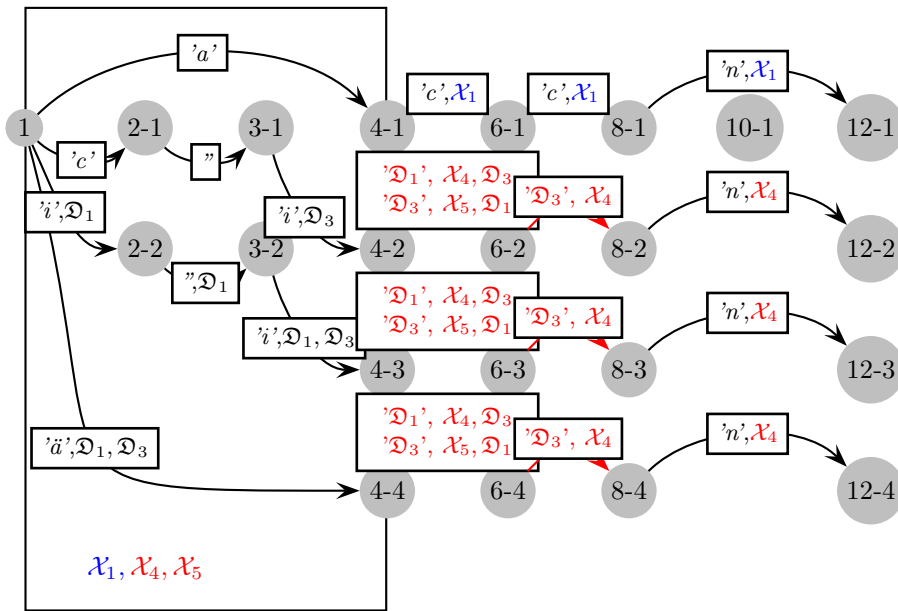 'a'
'c',𝒳₁ 'c',𝒳₁ 'n',𝒳₁
1 2-1 3-1 4-1 6-1 8-1 10-1 12-1
'c' ''
'𝔇₁', 𝒳₄, 𝔇₃
'𝔇₃', 𝒳₅, 𝔇₁ '𝔇₃', 𝒳₄ 'n',𝒳₄
'i',𝔇₁ 'i',𝔇₃
2-2 3-2 4-2 6-2 8-2 12-2
'',𝔇₁
'𝔇₁', 𝒳₄, 𝔇₃
'𝔇₃', 𝒳₅, 𝔇₁ '𝔇₃', 𝒳₄ 'n',𝒳₄
'i',𝔇₁, 𝔇₃
4-3 6-3 8-3 12-3
'𝔇₁', 𝒳₄, 𝔇₃
'𝔇₃', 𝒳₅, 𝔇₁ '𝔇₃', 𝒳₄ 'n',𝒳₄
'ä',𝔇₁, 𝔇₃
4-4 6-4 8-4 12-4
𝒳₁, 𝒳₄, 𝒳₅